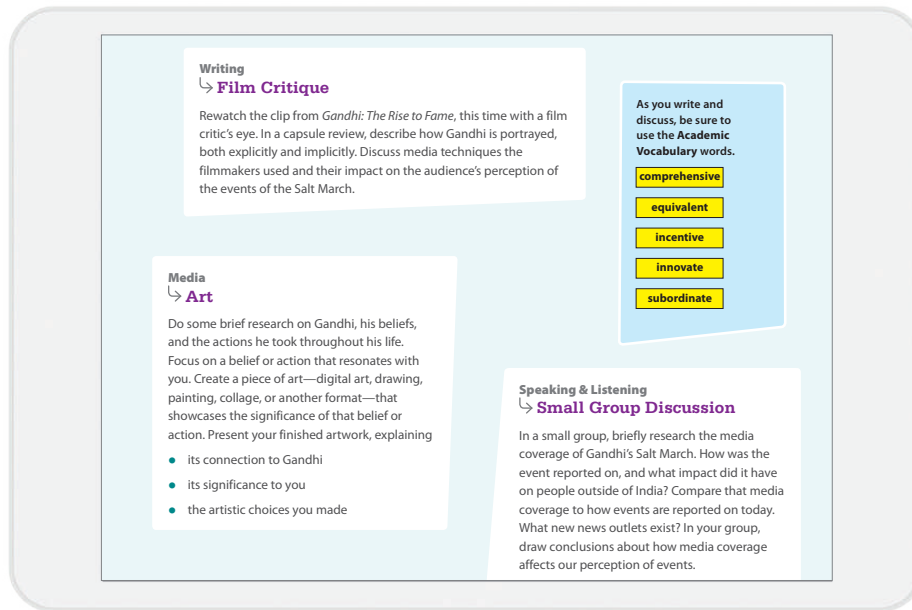 Writing
Film Critique
Rewatch the clip from Gandhi: The Rise to Fame, this time with a film
critic's eye. In a capsule review, describe how Gandhi is portrayed,
both explicitly and implicitly. Discuss media techniques the
filmmakers used and their impact on the audience's perception of
the events of the Salt March.
As you write and
discuss, be sure to
use the Academic
Vocabulary words.
comprehensive
equivalent
incentive
innovate
subordinate
Media
Art
Do some brief research on Gandhi, his beliefs,
and the actions he took throughout his life.
Focus on a belief or action that resonates with
you. Create a piece of art—digital art, drawing,
painting, collage, or another format—that
showcases the significance of that belief or
action. Present your finished artwork, explaining
• its connection to Gandhi
• its significance to you
• the artistic choices you made
Speaking & Listening
Small Group Discussion
In a small group, briefly research the media
coverage of Gandhi's Salt March. How was the
event reported on, and what impact did it have
on people outside of India? Compare that media
coverage to how events are reported on today.
What new news outlets exist? In your group,
draw conclusions about how media coverage
affects our perception of events.